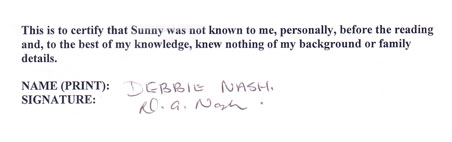 This is to certify that Sunny was not known to me, personally, before the reading
and, to the best of my knowledge, knew nothing of my background or family
details.
NAME (PRINT): DEBBIE NASH.
SIGNATURE: D. A. Nash.